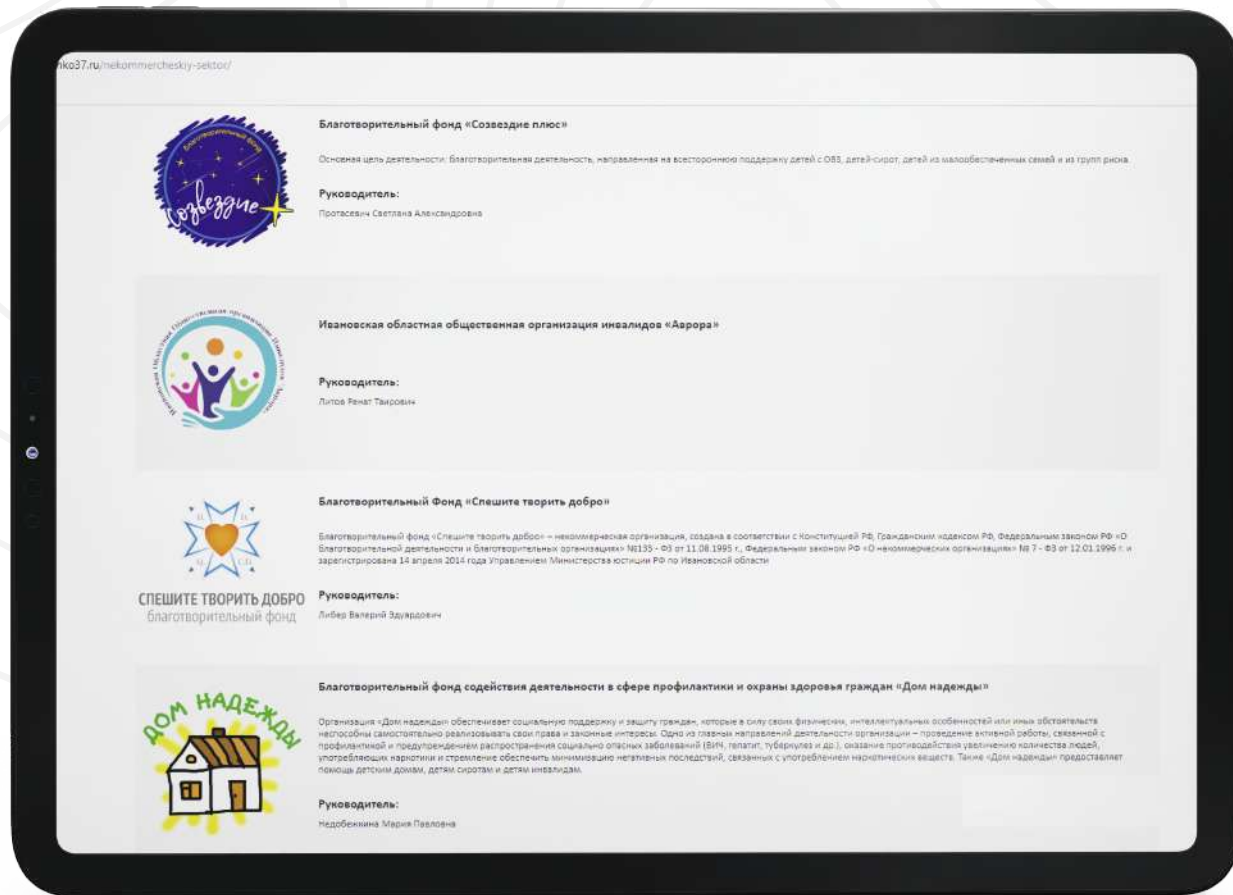 nko37.ru/nekommercheskiy-sektor/
Благотворительный фонд
Созвездие
Благотворительный фонд «Созвездие плюс»
Основная цель деятельности: благотворительная деятельность, направленная на всестороннюю поддержку детей с ОВЗ, детей-сирот, детей из малообеспеченных семей и из групп риска.
Руководитель:
Протасевич Светлана Александровна
Ивановская Областная Общественная организация Инвалидов "Аврора"
Ивановская областная общественная организация инвалидов «Аврора»
Руководитель:
Литов Ренат Таирович
СПЕШИТЕ ТВОРИТЬ ДОБРО
благотворительный фонд
Благотворительный Фонд «Спешите творить добро»
Благотворительный фонд «Спешите творить добро» – некоммерческая организация, создана в соответствии с Конституцией РФ, Гражданским кодексом РФ, Федеральным законом РФ «О
благотворительной деятельности и благотворительных организациях» №135 - ФЗ от 11.08.1995 г., Федеральным законом РФ «О некоммерческих организациях» № 7 - ФЗ от 12.01.1996 г. и
зарегистрирована 14 апреля 2014 года Управлением Министерства юстиции РФ по Ивановской области
Руководитель:
Либер Валерий Эдуардович
ДОМ НАДЕЖДЫ
Благотворительный фонд содействия деятельности в сфере профилактики и охраны здоровья граждан «Дом надежды»
Организация «Дом надежды» обеспечивает социальную поддержку и защиту граждан, которые в силу своих физических, интеллектуальных особенностей или иных обстоятельств
неспособны самостоятельно реализовывать свои права и законные интересы. Одно из главных направлений деятельности организации – проведение активной работы, связанной с
профилактикой и предупреждением распространения социально опасных заболеваний (ВИЧ, гепатит, туберкулез и др.), оказание противодействия увеличению количества людей,
употребляющих наркотики и стремление обеспечить минимизацию негативных последствий, связанных с употреблением наркотических веществ. Также «Дом надежды» предоставляет
помощь детским домам, детям сиротам и детям инвалидам.
Руководитель:
Недобежкина Мария Павловна